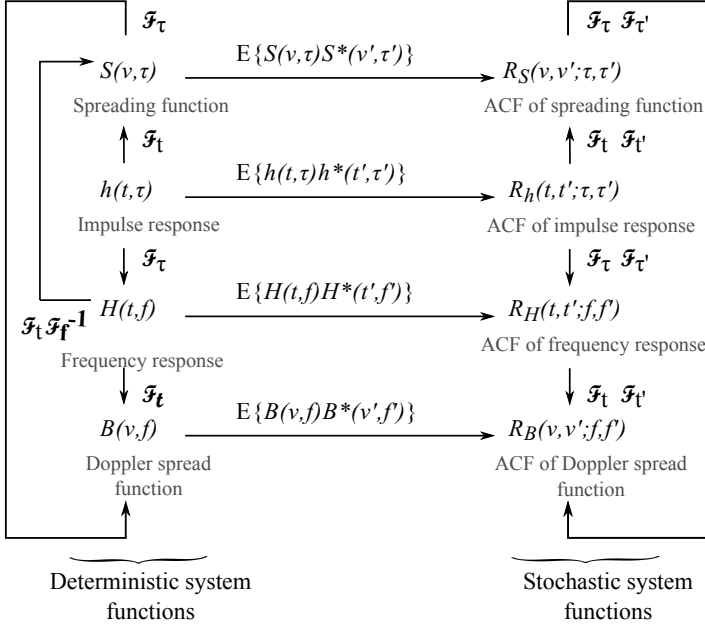 𝓕τ
𝓕τ 𝓕τ'
S(ν,τ)
E{S(ν,τ)S*(ν',τ')}
R_S(ν,ν';τ,τ')
Spreading function
ACF of spreading function
𝓕t
𝓕t 𝓕t'
h(t,τ)
E{h(t,τ)h*(t',τ')}
R_h(t,t';τ,τ')
Impulse response
ACF of impulse response
𝓕τ
𝓕τ 𝓕τ'
H(t,f)
E{H(t,f)H*(t',f')}
R_H(t,t';f,f')
𝓕t𝓕f^-1
Frequency response
ACF of frequency response
𝓕t
𝓕t 𝓕t'
B(ν,f)
E{B(ν,f)B*(ν',f')}
R_B(ν,ν';f,f')
Doppler spread
function
ACF of Doppler spread
function
Deterministic system
functions
Stochastic system
functions